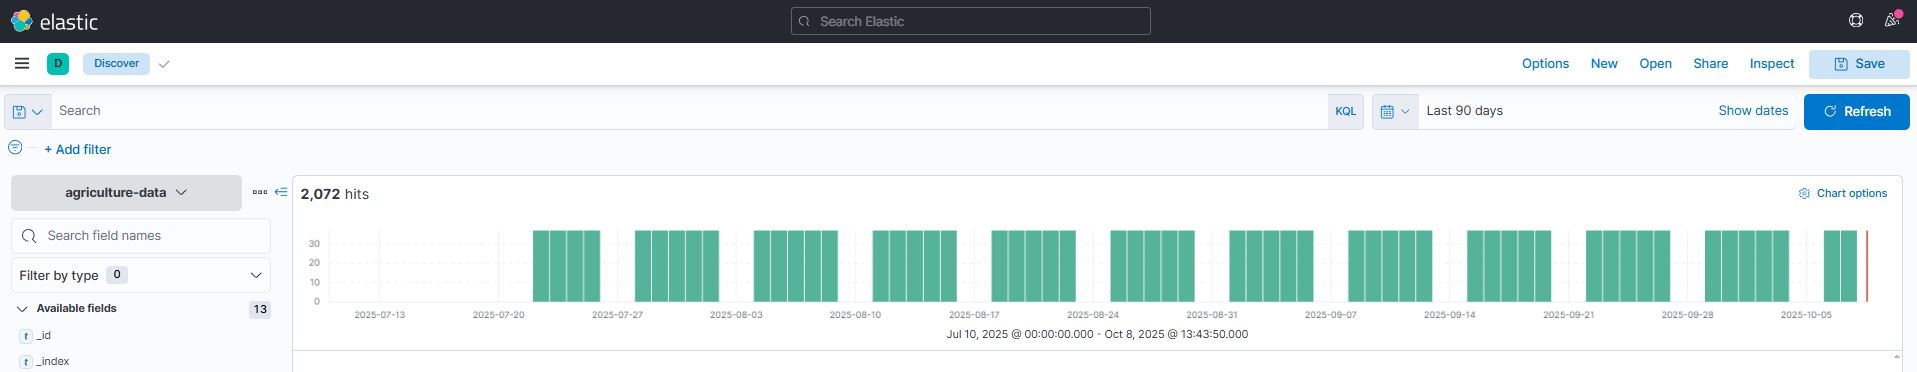 elastic
Search Elastic
D
Discover
Options New Open Share Inspect Save
Search
KQL
Last 90 days
Show dates
Refresh
+ Add filter
agriculture-data
2,072 hits
Chart options
Search field names
Filter by type 0
Available fields 13
t _id
t _index
30
20
10
0
2025-07-13 2025-07-20 2025-07-27 2025-08-03 2025-08-10 2025-08-17 2025-08-24 2025-08-31 2025-09-07 2025-09-14 2025-09-21 2025-09-28 2025-10-05
Jul 10, 2025 @ 00:00:00.000 - Oct 8, 2025 @ 13:43:50.000